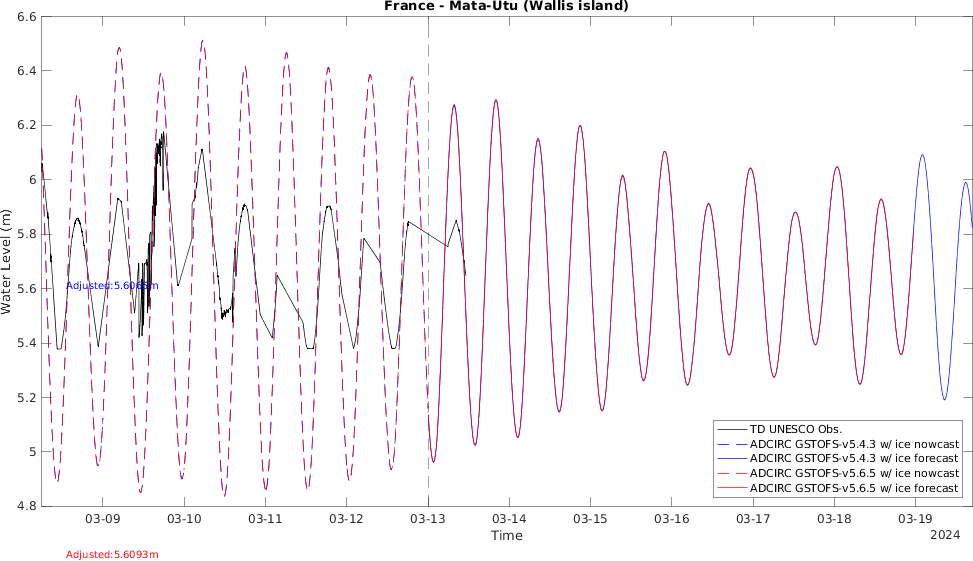 France - Mata-Utu (Wallis island)
6.6
6.4
6.2
6
5.8
5.6
5.4
5.2
5
4.8
Water Level (m)
Adjusted:5.6065m
TD UNESCO Obs.
ADCIRC GSTOFS-v5.4.3 w/ ice nowcast
ADCIRC GSTOFS-v5.4.3 w/ ice forecast
ADCIRC GSTOFS-v5.6.5 w/ ice nowcast
ADCIRC GSTOFS-v5.6.5 w/ ice forecast
03-09 03-10 03-11 03-12 03-13 03-14 03-15 03-16 03-17 03-18 03-19
Time
2024
Adjusted:5.6093m